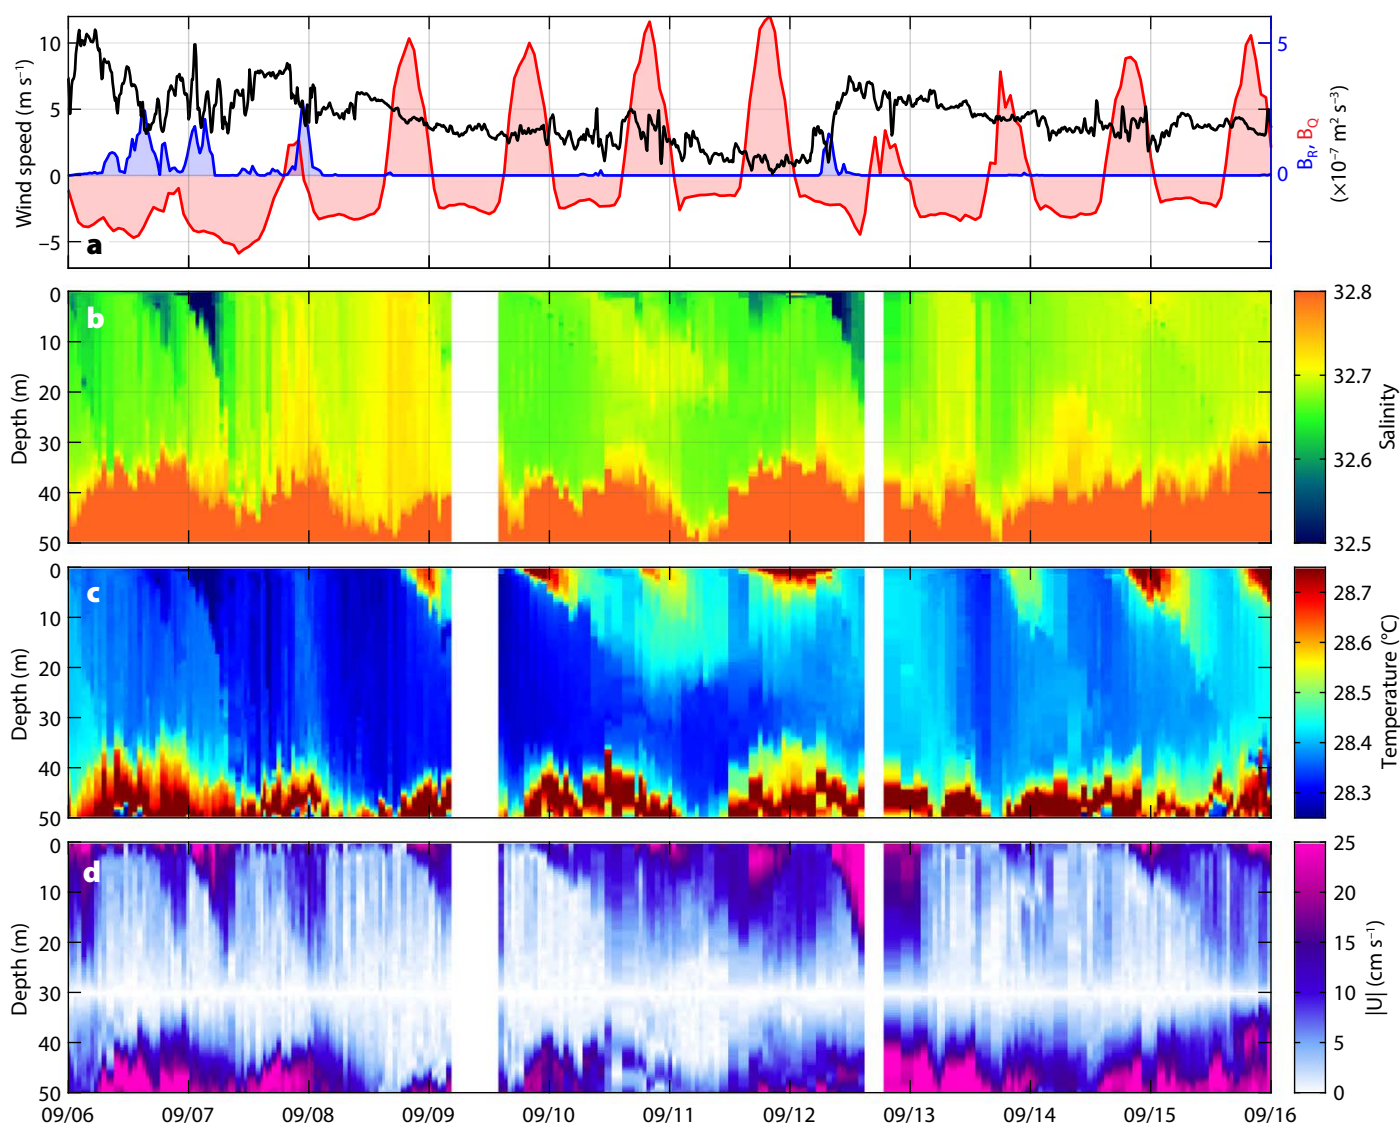 10
5
0
−5
Wind speed (m s⁻¹)
a
5
0
B_R, B_Q
(×10⁻⁷ m² s⁻³)
0
10
20
30
40
50
Depth (m)
b
32.8
32.7
32.6
32.5
Salinity
0
10
20
30
40
50
Depth (m)
c
28.7
28.6
28.5
28.4
28.3
Temperature (°C)
0
10
20
30
40
50
Depth (m)
d
25
20
15
10
5
0
|U| (cm s⁻¹)
09/06 09/07 09/08 09/09 09/10 09/11 09/12 09/13 09/14 09/15 09/16